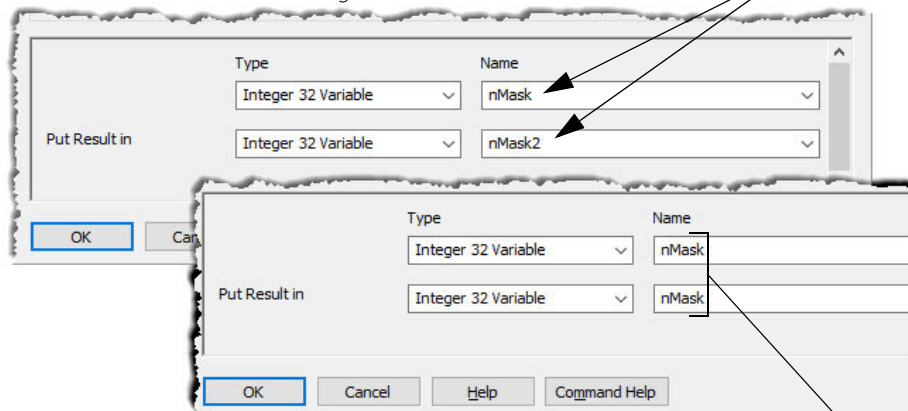 Type Name
Integer 32 Variable nMask
Put Result in Integer 32 Variable nMask2
OK
Type Name
Integer 32 Variable nMask
Put Result in Integer 32 Variable nMask
OK Cancel Help Command Help